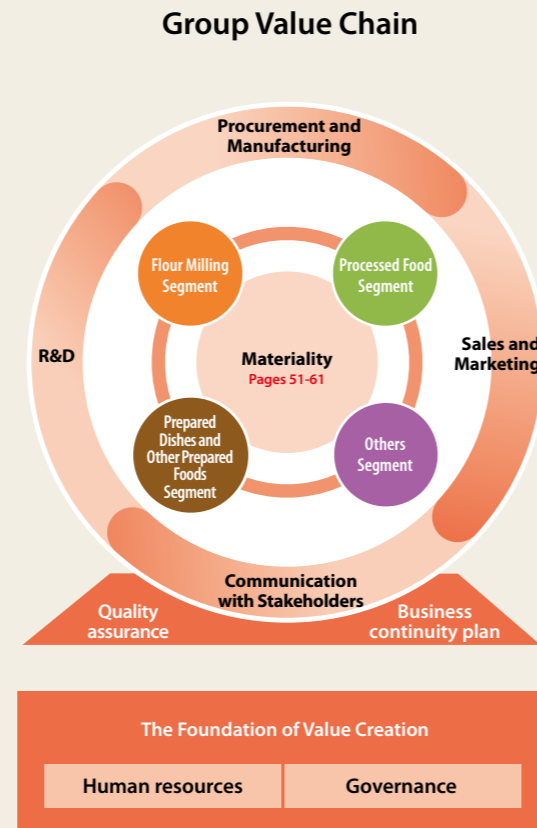 Group Value Chain
Procurement and
Manufacturing
Flour Milling
Segment
Processed Food
Segment
R&D
Materiality
Pages 51-61
Sales and
Marketing
Prepared
Dishes and
Other Prepared
Foods
Segment
Others
Segment
Communication
with Stakeholders
Quality
assurance
Business
continuity plan
The Foundation of Value Creation
Human resources
Governance